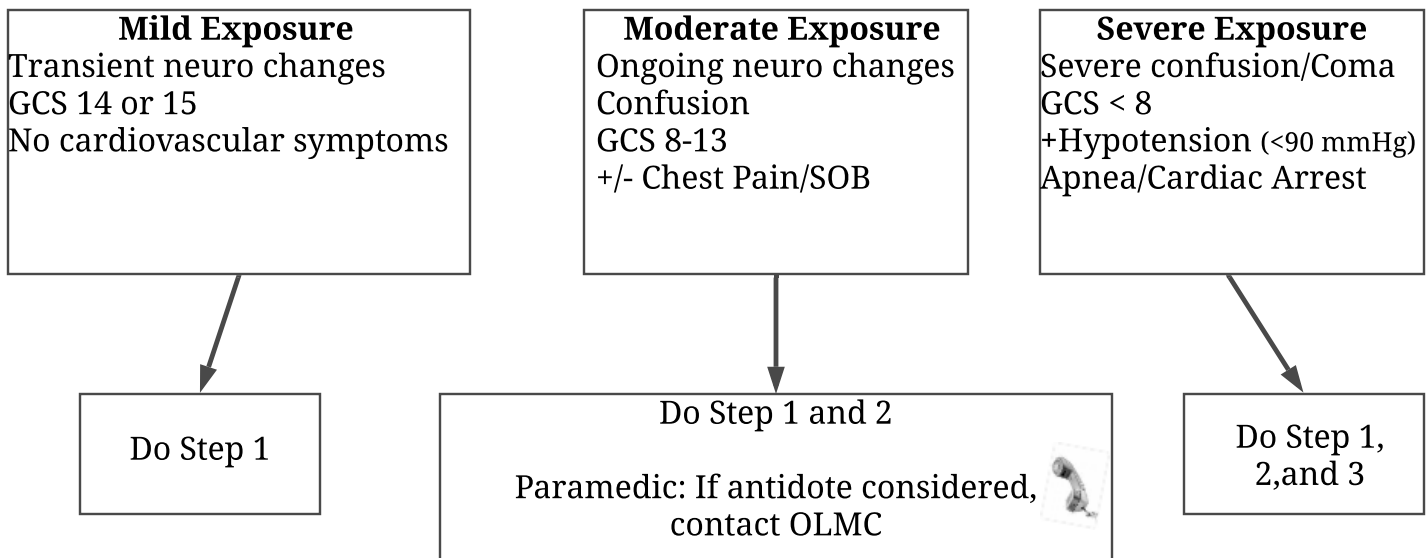 Mild Exposure
Transient neuro changes
GCS 14 or 15
No cardiovascular symptoms
Moderate Exposure
Ongoing neuro changes
Confusion
GCS 8-13
+/- Chest Pain/SOB
Severe Exposure
Severe confusion/Coma
GCS < 8
+Hypotension (<90 mmHg)
Apnea/Cardiac Arrest
Do Step 1
Do Step 1 and 2
Paramedic: If antidote considered,
contact OLMC
Do Step 1,
2,and 3